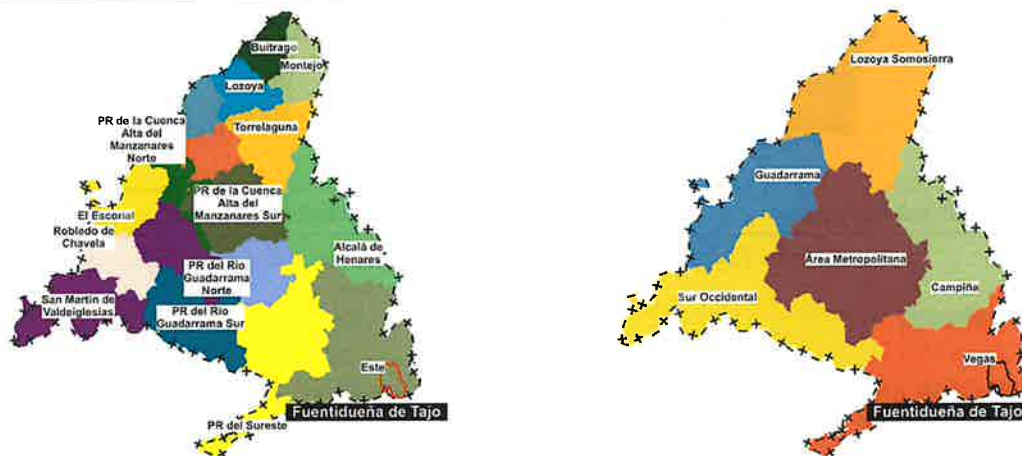 Buitrago
Montejo
Lozoya
PR de la Cuenca
Alta del
Manzanares
Norte
Torrelaguna
PR de la Cuenca
Alta del
Manzanares Sur
El Escorial
Robledo de
Chavela
Alcalá de
Henares
PR del Río
Guadarrama
Norte
San Martín de
Valdeiglesias
PR del Río
Guadarrama Sur
Este
Fuentidueña de Tajo
PR del Sureste
Lozoya Somosierra
Guadarrama
Área Metropolitana
Sur Occidental
Campiña
Vegas
Fuentidueña de Tajo